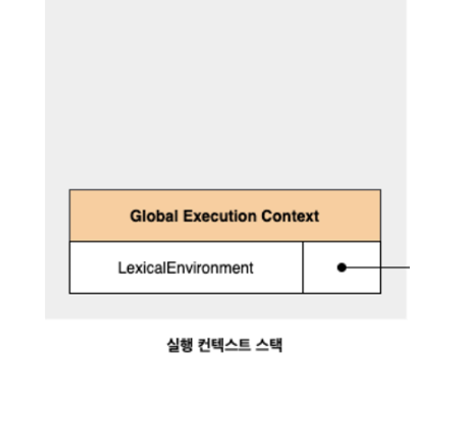 Global Execution Context
LexicalEnvironment
실행 컨텍스트 스택